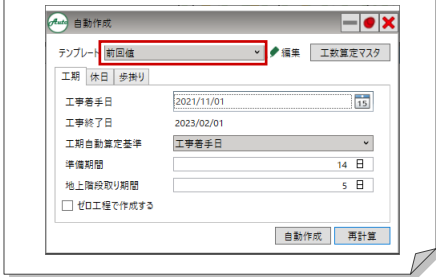 Auto 自動作成
テンプレート 前回値 編集 工数算定マスタ
工期 休日 歩掛り
工事着手日 2021/11/01 15
工事終了日 2023/02/01
工期自動算定基準 工事着手日
準備期間 14 日
地上階段取り期間 5 日
ゼロ工程で作成する
自動作成 再計算